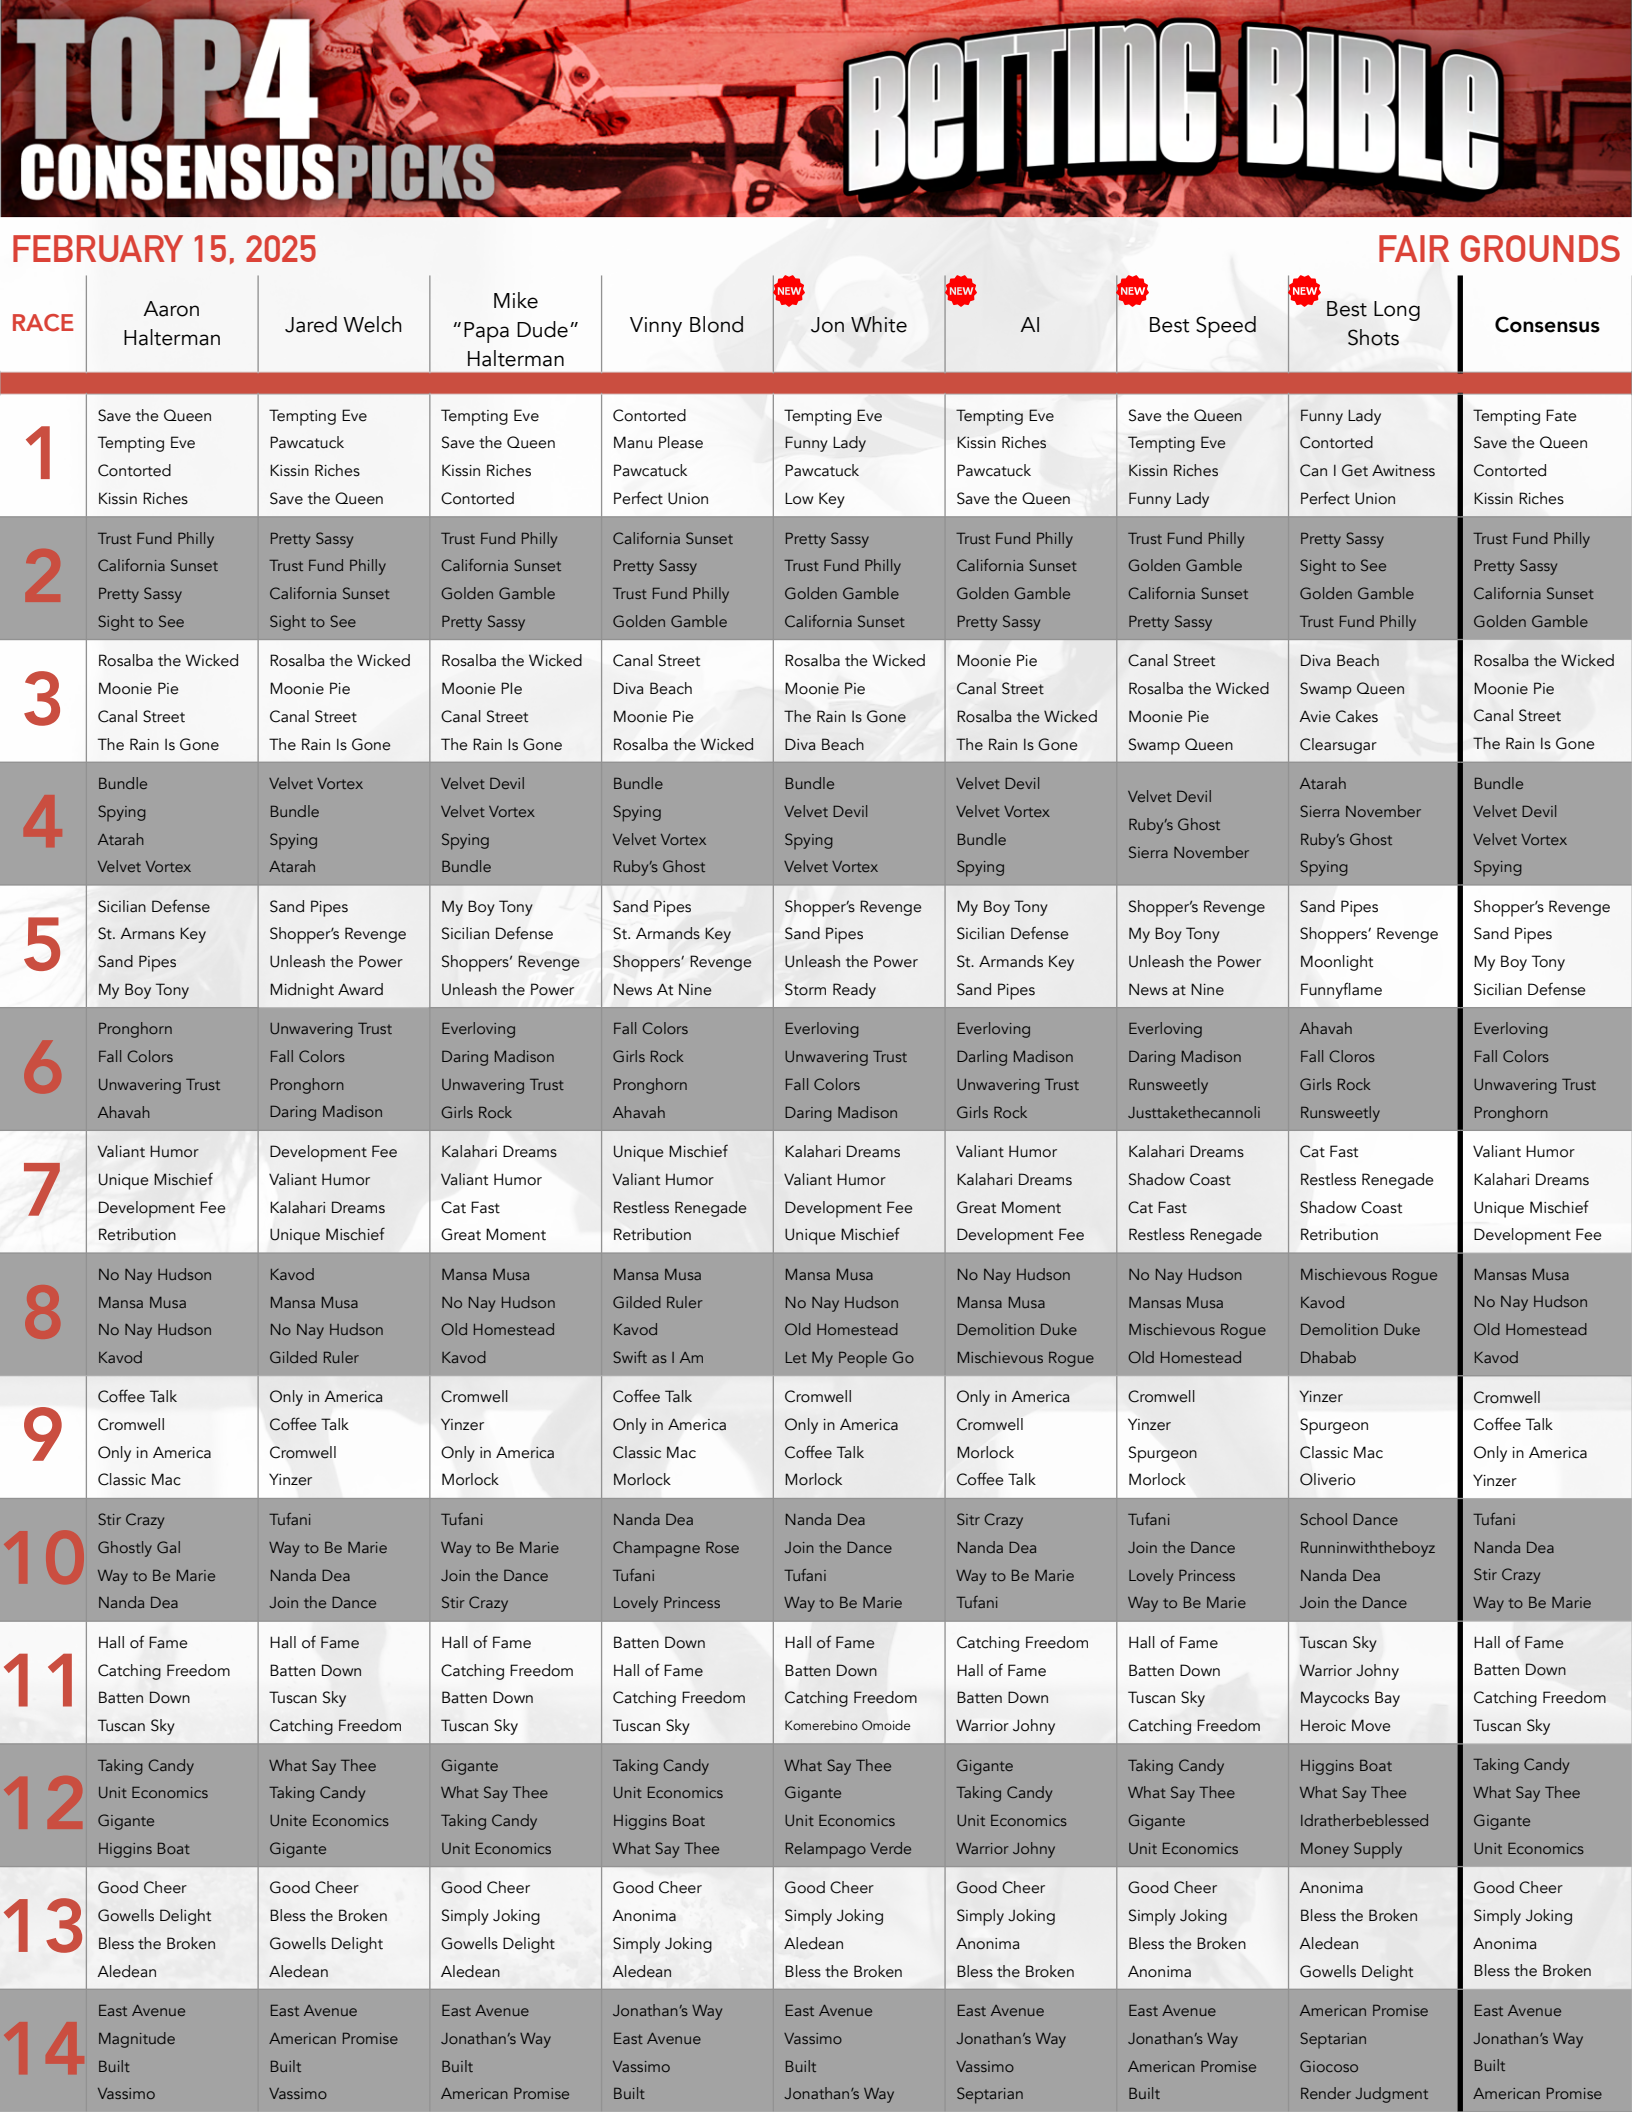 TOP4
CONSENSUSPICKS
BETTING BIBLE
8
FEBRUARY 15, 2025
FAIR GROUNDS
RACE
Aaron
Halterman
Jared Welch
Mike
“Papa Dude”
Halterman
Vinny Blond
NEW
Jon White
NEW
AI
NEW
Best Speed
NEW
Best Long
Shots
Consensus
1
Save the Queen Tempting Eve Tempting Eve Contorted Tempting Eve Tempting Eve Save the Queen Funny Lady Tempting Fate
Tempting Eve Pawcatuck Save the Queen Manu Please Funny Lady Kissin Riches Tempting Eve Contorted Save the Queen
Contorted Kissin Riches Kissin Riches Pawcatuck Pawcatuck Pawcatuck Kissin Riches Can I Get Awitness Contorted
Kissin Riches Save the Queen Contorted Perfect Union Low Key Save the Queen Funny Lady Perfect Union Kissin Riches
2
Trust Fund Philly Pretty Sassy Trust Fund Philly California Sunset Pretty Sassy Trust Fund Philly Trust Fund Philly Pretty Sassy Trust Fund Philly
California Sunset Trust Fund Philly California Sunset Pretty Sassy Trust Fund Philly California Sunset Golden Gamble Sight to See Pretty Sassy
Pretty Sassy California Sunset Golden Gamble Trust Fund Philly Golden Gamble Golden Gamble California Sunset Golden Gamble California Sunset
Sight to See Sight to See Pretty Sassy Golden Gamble California Sunset Pretty Sassy Pretty Sassy Trust Fund Philly Golden Gamble
3
Rosalba the Wicked Rosalba the Wicked Rosalba the Wicked Canal Street Rosalba the Wicked Moonie Pie Canal Street Diva Beach Rosalba the Wicked
Moonie Pie Moonie Pie Moonie PIe Diva Beach Moonie Pie Canal Street Rosalba the Wicked Swamp Queen Moonie Pie
Canal Street Canal Street Canal Street Moonie Pie The Rain Is Gone Rosalba the Wicked Moonie Pie Avie Cakes Canal Street
The Rain Is Gone The Rain Is Gone The Rain Is Gone Rosalba the Wicked Diva Beach The Rain Is Gone Swamp Queen Clearsugar The Rain Is Gone
4
Bundle Velvet Vortex Velvet Devil Bundle Bundle Velvet Devil Velvet Devil Atarah Bundle
Spying Bundle Velvet Vortex Spying Velvet Devil Velvet Vortex Ruby’s Ghost Sierra November Velvet Devil
Atarah Spying Spying Velvet Vortex Spying Bundle Sierra November Ruby’s Ghost Velvet Vortex
Velvet Vortex Atarah Bundle Ruby’s Ghost Velvet Vortex Spying Spying Spying
5
Sicilian Defense Sand Pipes My Boy Tony Sand Pipes Shopper’s Revenge My Boy Tony Shopper’s Revenge Sand Pipes Shopper’s Revenge
St. Armans Key Shopper’s Revenge Sicilian Defense St. Armands Key Sand Pipes Sicilian Defense My Boy Tony Shoppers’ Revenge Sand Pipes
Sand Pipes Unleash the Power Shoppers’ Revenge Shoppers’ Revenge Unleash the Power St. Armands Key Unleash the Power Moonlight My Boy Tony
My Boy Tony Midnight Award Unleash the Power News At Nine Storm Ready Sand Pipes News at Nine Funnyflame Sicilian Defense
6
Pronghorn Unwavering Trust Everloving Fall Colors Everloving Everloving Everloving Ahavah Everloving
Fall Colors Fall Colors Daring Madison Girls Rock Unwavering Trust Darling Madison Daring Madison Fall Cloros Fall Colors
Unwavering Trust Pronghorn Unwavering Trust Pronghorn Fall Colors Unwavering Trust Runsweetly Girls Rock Unwavering Trust
Ahavah Daring Madison Girls Rock Ahavah Daring Madison Girls Rock Justtakethecannoli Runsweetly Pronghorn
7
Valiant Humor Development Fee Kalahari Dreams Unique Mischief Kalahari Dreams Valiant Humor Kalahari Dreams Cat Fast Valiant Humor
Unique Mischief Valiant Humor Valiant Humor Valiant Humor Valiant Humor Kalahari Dreams Shadow Coast Restless Renegade Kalahari Dreams
Development Fee Kalahari Dreams Cat Fast Restless Renegade Development Fee Great Moment Cat Fast Shadow Coast Unique Mischief
Retribution Unique Mischief Great Moment Retribution Unique Mischief Development Fee Restless Renegade Retribution Development Fee
8
No Nay Hudson Kavod Mansa Musa Mansa Musa Mansa Musa No Nay Hudson No Nay Hudson Mischievous Rogue Mansas Musa
Mansa Musa Mansa Musa No Nay Hudson Gilded Ruler No Nay Hudson Mansa Musa Mansas Musa Kavod No Nay Hudson
No Nay Hudson No Nay Hudson Old Homestead Kavod Old Homestead Demolition Duke Mischievous Rogue Demolition Duke Old Homestead
Kavod Gilded Ruler Kavod Swift as I Am Let My People Go Mischievous Rogue Old Homestead Dhabab Kavod
9
Coffee Talk Only in America Cromwell Coffee Talk Cromwell Only in America Cromwell Yinzer Cromwell
Cromwell Coffee Talk Yinzer Only in America Only in America Cromwell Yinzer Spurgeon Coffee Talk
Only in America Cromwell Only in America Classic Mac Coffee Talk Morlock Spurgeon Classic Mac Only in America
Classic Mac Yinzer Morlock Morlock Morlock Coffee Talk Morlock Oliverio Yinzer
10
Stir Crazy Tufani Tufani Nanda Dea Nanda Dea Sitr Crazy Tufani School Dance Tufani
Ghostly Gal Way to Be Marie Way to Be Marie Champagne Rose Join the Dance Nanda Dea Join the Dance Runninwiththeboyz Nanda Dea
Way to Be Marie Nanda Dea Join the Dance Tufani Tufani Way to Be Marie Lovely Princess Nanda Dea Stir Crazy
Nanda Dea Join the Dance Stir Crazy Lovely Princess Way to Be Marie Tufani Way to Be Marie Join the Dance Way to Be Marie
11
Hall of Fame Hall of Fame Hall of Fame Batten Down Hall of Fame Catching Freedom Hall of Fame Tuscan Sky Hall of Fame
Catching Freedom Batten Down Catching Freedom Hall of Fame Batten Down Hall of Fame Batten Down Warrior Johny Batten Down
Batten Down Tuscan Sky Batten Down Catching Freedom Catching Freedom Batten Down Tuscan Sky Maycocks Bay Catching Freedom
Tuscan Sky Catching Freedom Tuscan Sky Tuscan Sky Komerebino Omoide Warrior Johny Catching Freedom Heroic Move Tuscan Sky
12
Taking Candy What Say Thee Gigante Taking Candy What Say Thee Gigante Taking Candy Higgins Boat Taking Candy
Unit Economics Taking Candy What Say Thee Unit Economics Gigante Taking Candy What Say Thee What Say Thee What Say Thee
Gigante Unite Economics Taking Candy Higgins Boat Unit Economics Unit Economics Gigante Idratherbeblessed Gigante
Higgins Boat Gigante Unit Economics What Say Thee Relampago Verde Warrior Johny Unit Economics Money Supply Unit Economics
13
Good Cheer Good Cheer Good Cheer Good Cheer Good Cheer Good Cheer Good Cheer Anonima Good Cheer
Gowells Delight Bless the Broken Simply Joking Anonima Simply Joking Simply Joking Simply Joking Bless the Broken Simply Joking
Bless the Broken Gowells Delight Gowells Delight Simply Joking Aledean Anonima Bless the Broken Aledean Anonima
Aledean Aledean Aledean Aledean Bless the Broken Bless the Broken Anonima Gowells Delight Bless the Broken
14
East Avenue East Avenue East Avenue Jonathan’s Way East Avenue East Avenue East Avenue American Promise East Avenue
Magnitude American Promise Jonathan’s Way East Avenue Vassimo Jonathan’s Way Jonathan’s Way Septarian Jonathan’s Way
Built Built Built Vassimo Built Vassimo American Promise Giocoso Built
Vassimo Vassimo American Promise Built Jonathan’s Way Septarian Built Render Judgment American Promise